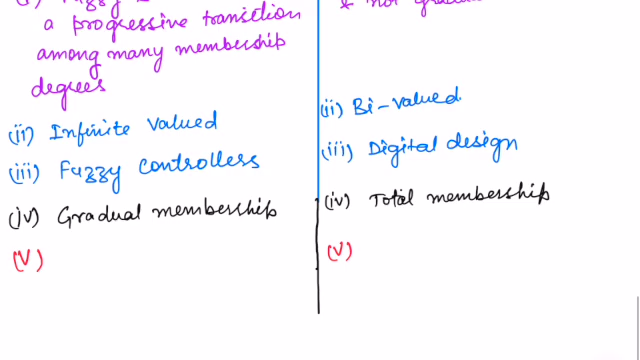 a progressive transition
among many membership
degrees
(ii) Infinite valued
(iii) Fuzzy controllers
(iv) Gradual membership
(V)
& not
(ii) Bi-valued
(iii) Digital design
(iv) Total membership
(V)